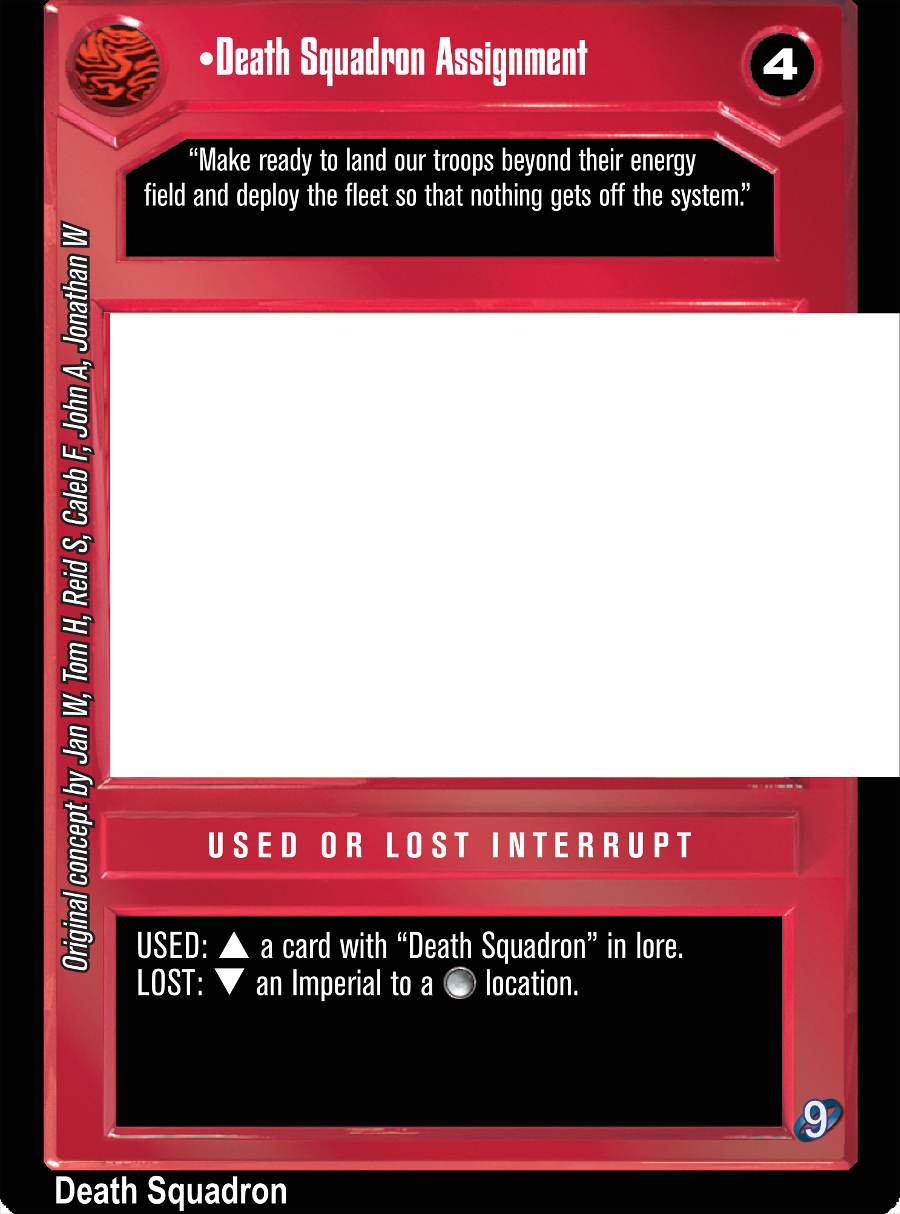 •Death Squadron Assignment
4
“Make ready to land our troops beyond their energy
field and deploy the fleet so that nothing gets off the system.”
Original concept by Jan W, Tom H, Reid S, Caleb F, John A, Jonathan W
USED OR LOST INTERRUPT
USED: ▲ a card with “Death Squadron” in lore.
LOST: ▼ an Imperial to a location.
9
Death Squadron